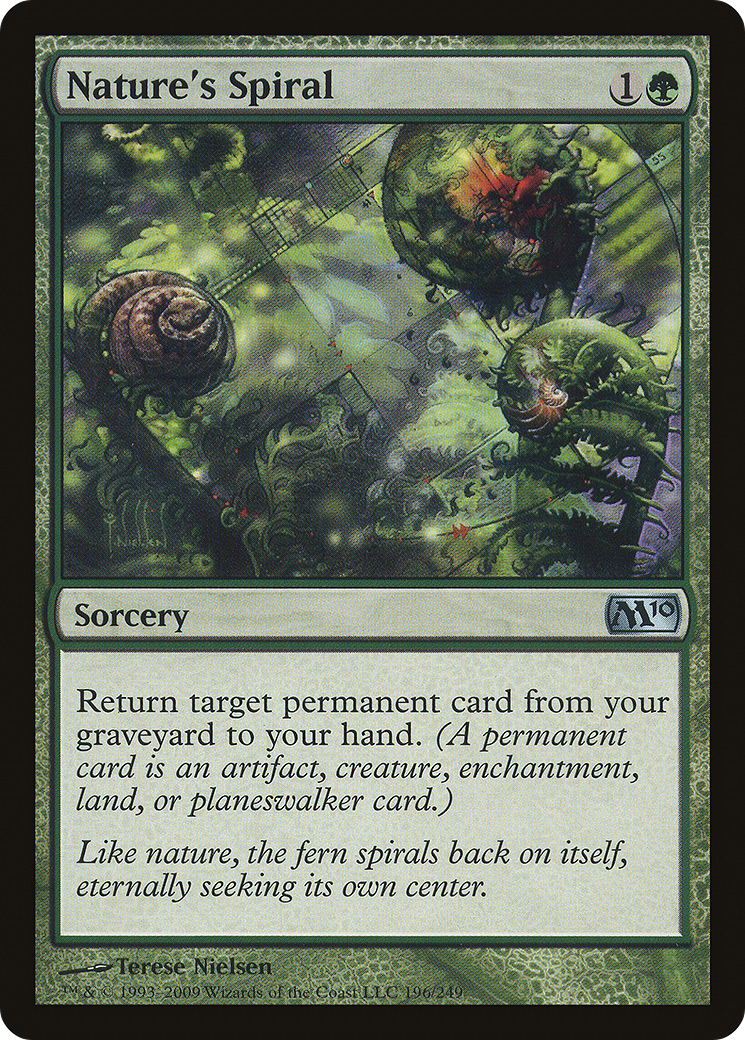 Nature's Spiral 1
55
Nielsen
Sorcery M10
Return target permanent card from your
graveyard to your hand. (A permanent
card is an artifact, creature, enchantment,
land, or planeswalker card.)
Like nature, the fern spirals back on itself,
eternally seeking its own center.
Terese Nielsen
™ & © 1993–2009 Wizards of the Coast LLC 196/249